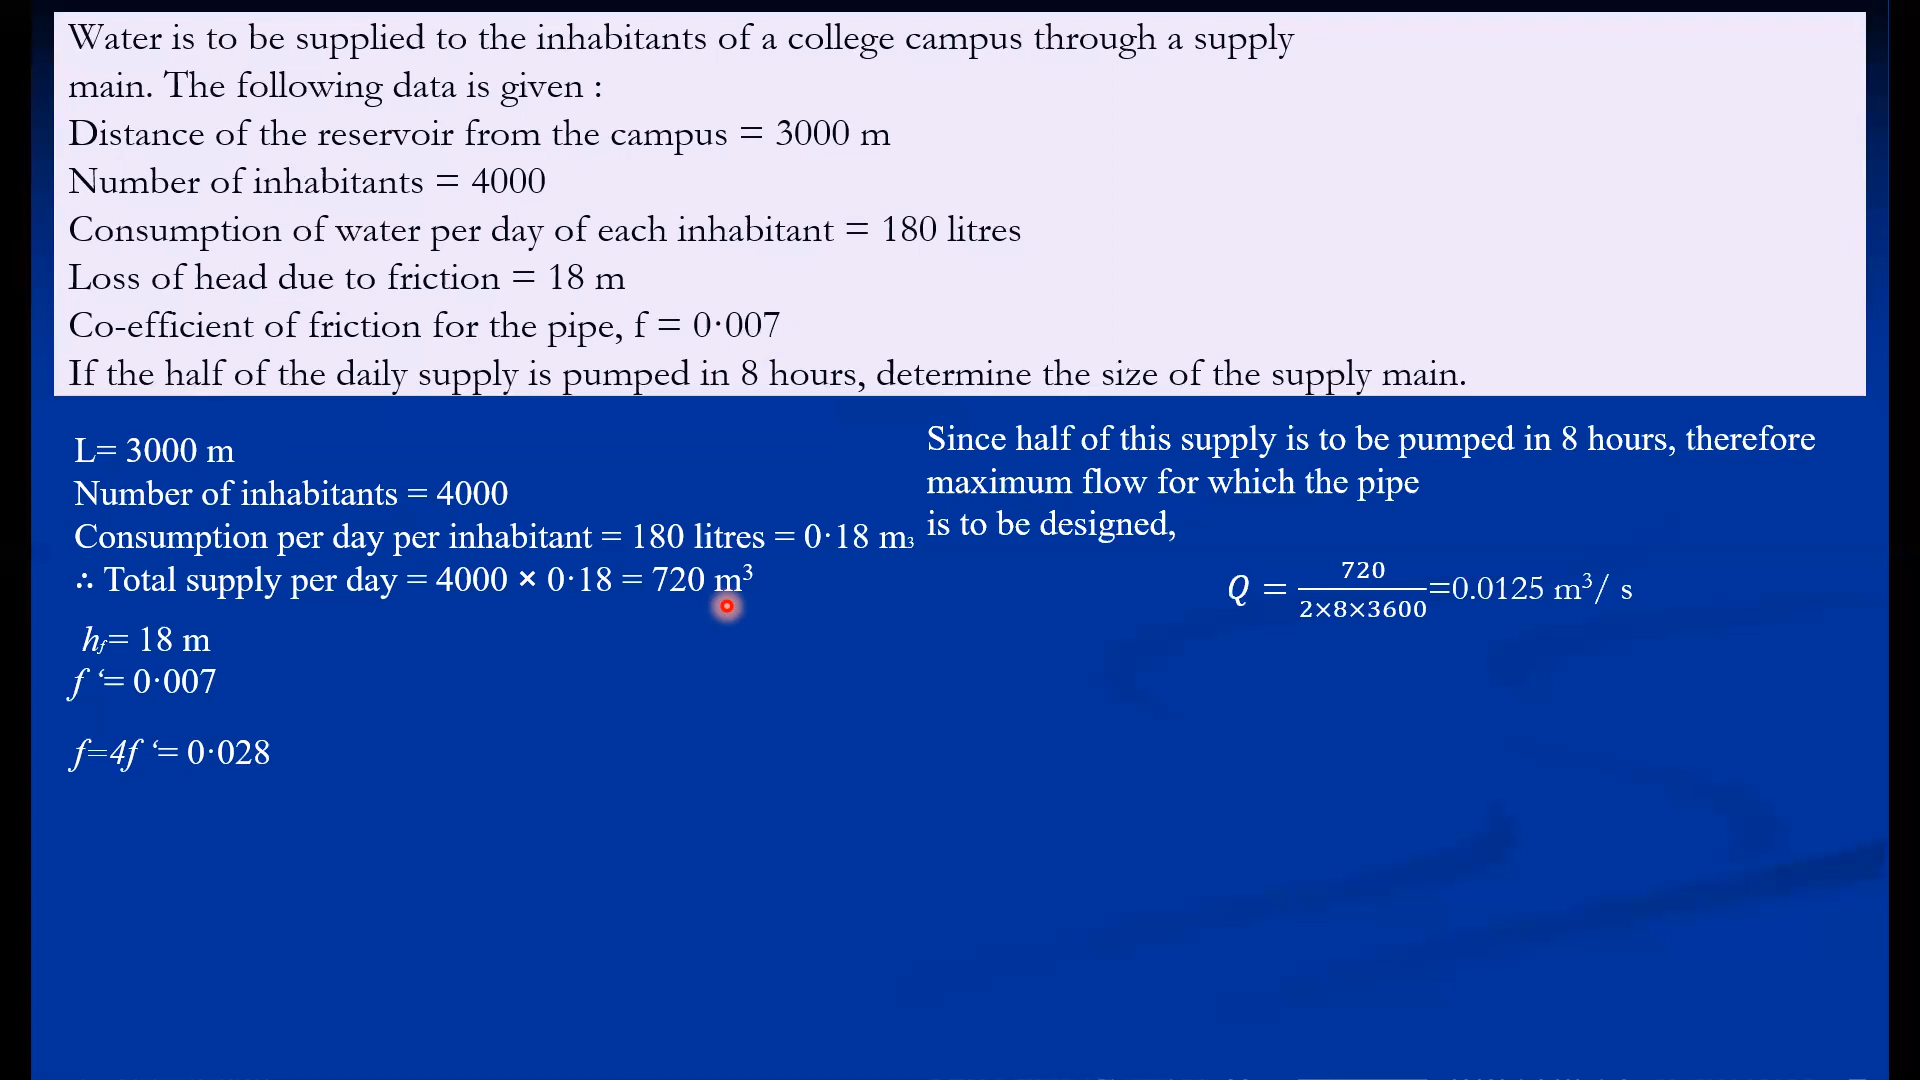 Water is to be supplied to the inhabitants of a college campus through a supply
main. The following data is given :
Distance of the reservoir from the campus = 3000 m
Number of inhabitants = 4000
Consumption of water per day of each inhabitant = 180 litres
Loss of head due to friction = 18 m
Co-efficient of friction for the pipe, f = 0·007
If the half of the daily supply is pumped in 8 hours, determine the size of the supply main.
L= 3000 m
Number of inhabitants = 4000
Consumption per day per inhabitant = 180 litres = 0·18 m₃
∴ Total supply per day = 4000 × 0·18 = 720 m³
h_f= 18 m
f ‘= 0·007
f=4f ‘= 0·028
Since half of this supply is to be pumped in 8 hours, therefore
maximum flow for which the pipe
is to be designed,
Q = 720/(2×8×3600) =0.0125 m³/ s